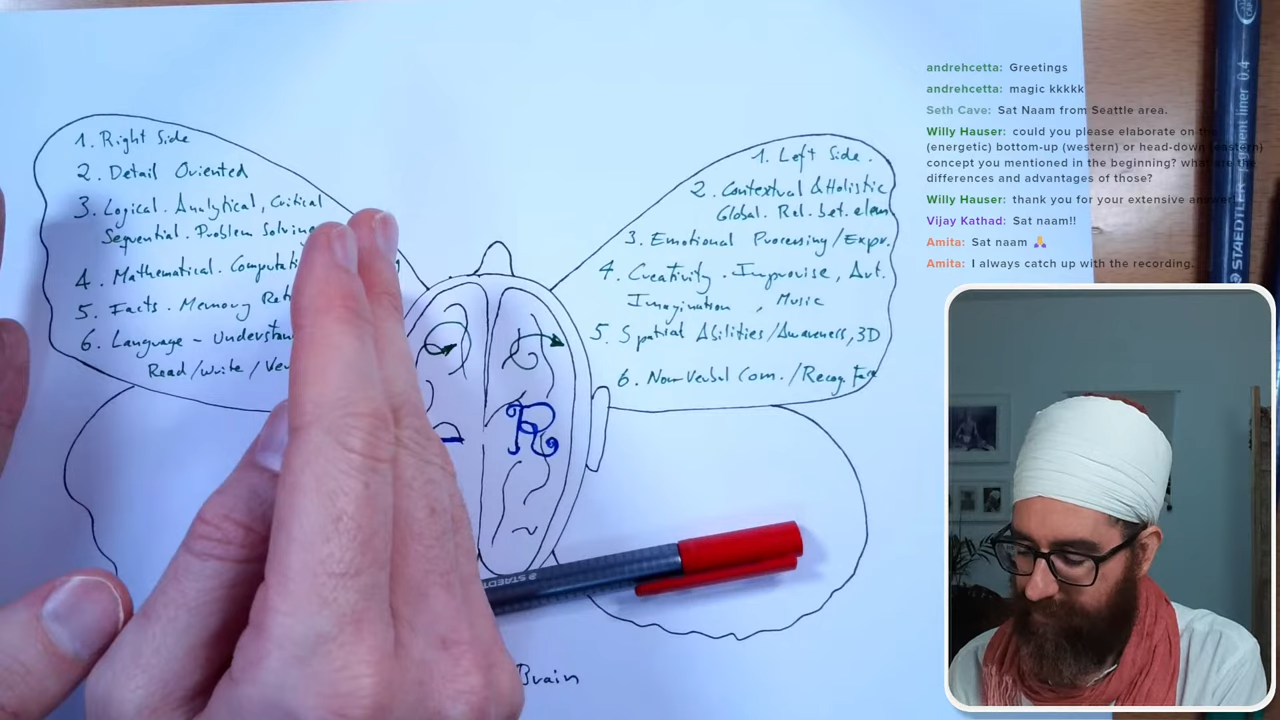 1. Right Side
2. Detail Oriented
3. Logical. Analytical, Critical
Sequential. Problem Solving
4. Mathematical. Computati
5. Facts. Memory Ret
6. Language - Understan
Read/Write/Ve
1. Left Side.
2. Contextual & Holistic
Global. Rel. bet. elem
3. Emotional Processing/Expr.
4. Creativity. Improvise, Art.
Imagination, Music
5. Spatial Abilities/Awareness, 3D
6. Non-Verbal Com./Recog. Face
R
Brain
STAEDTLER
STAEDTLER pigment liner 0.4
andrehcetta: Greetings
andrehcetta: magic kkkkk
Seth Cave: Sat Naam from Seattle area.
Willy Hauser: could you please elaborate on the
(energetic) bottom-up (western) or head-down (eastern)
concept you mentioned in the beginning? what are the
differences and advantages of those?
Willy Hauser: thank you for your extensive answer
Vijay Kathad: Sat naam!!
Amita: Sat naam 🙏
Amita: I always catch up with the recording.